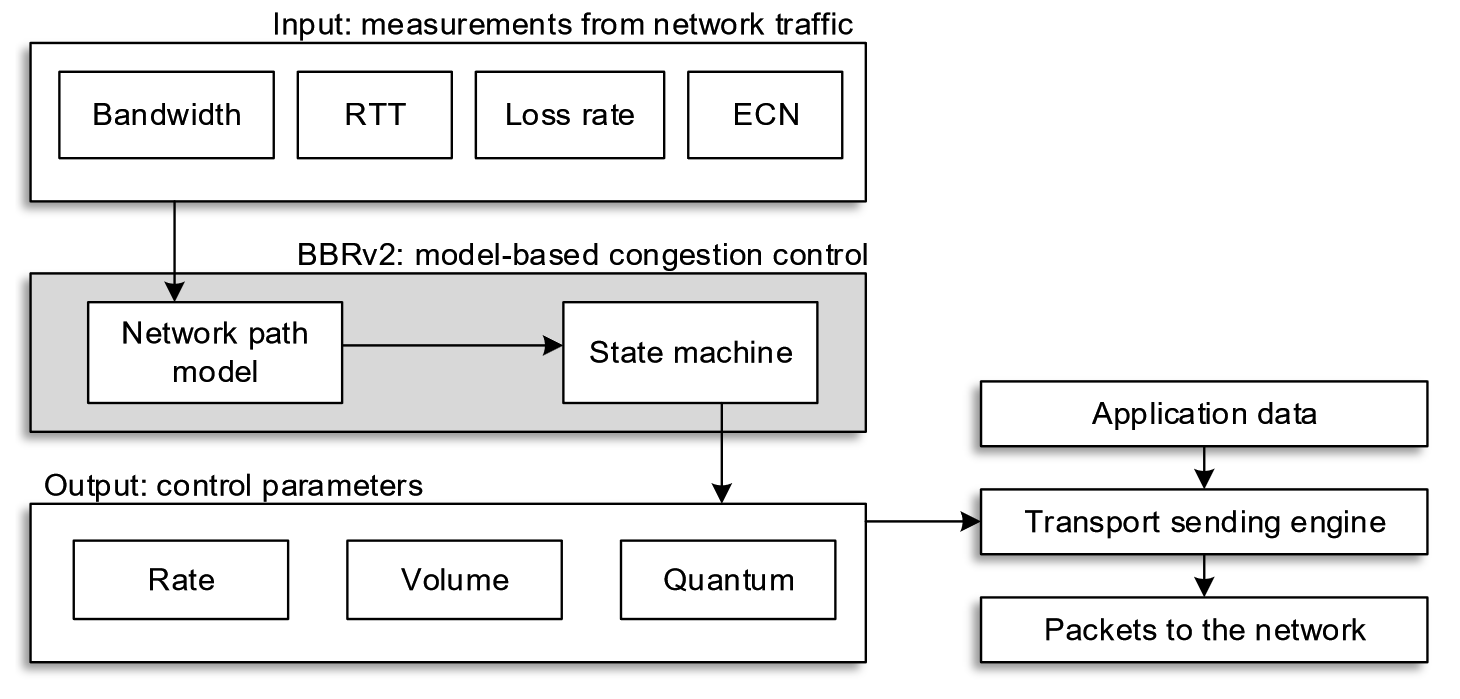 Input: measurements from network traffic
Bandwidth
RTT
Loss rate
ECN
BBRv2: model-based congestion control
Network path
model
State machine
Output: control parameters
Rate
Volume
Quantum
Application data
Transport sending engine
Packets to the network